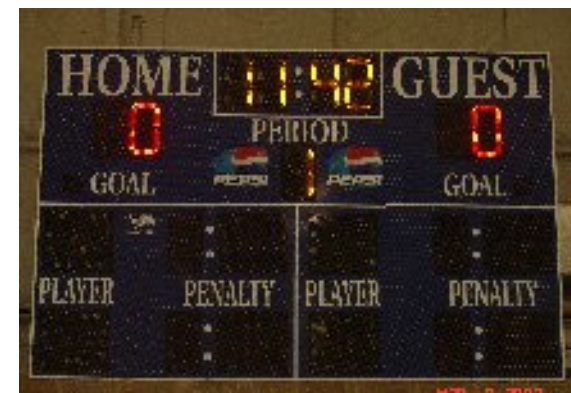 HOME 11:42 GUEST
0 PERIOD 0
GOAL PEPSI 1 PEPSI GOAL
PLAYER PENALTY PLAYER PENALTY